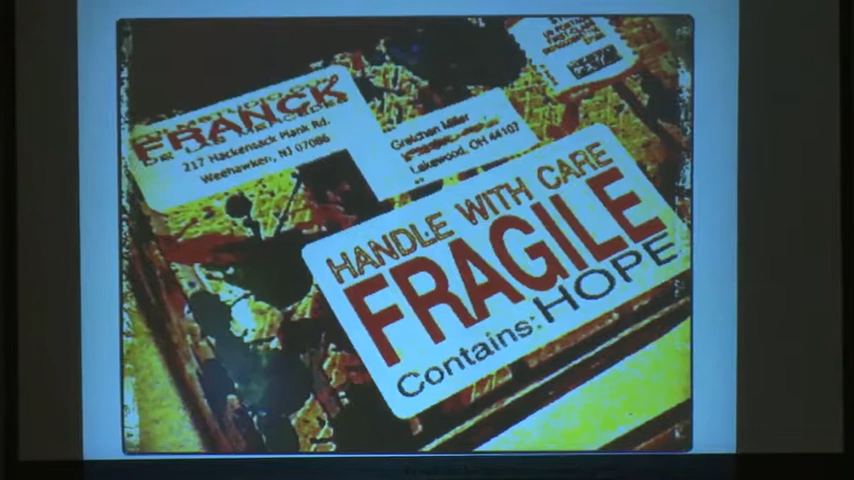 FRANCK
217 Hackensack Plank Rd.
Weehawken, NJ 07086
Gretchen Miller
Lakewood, OH 44107
HANDLE WITH CARE
FRAGILE
Contains: HOPE